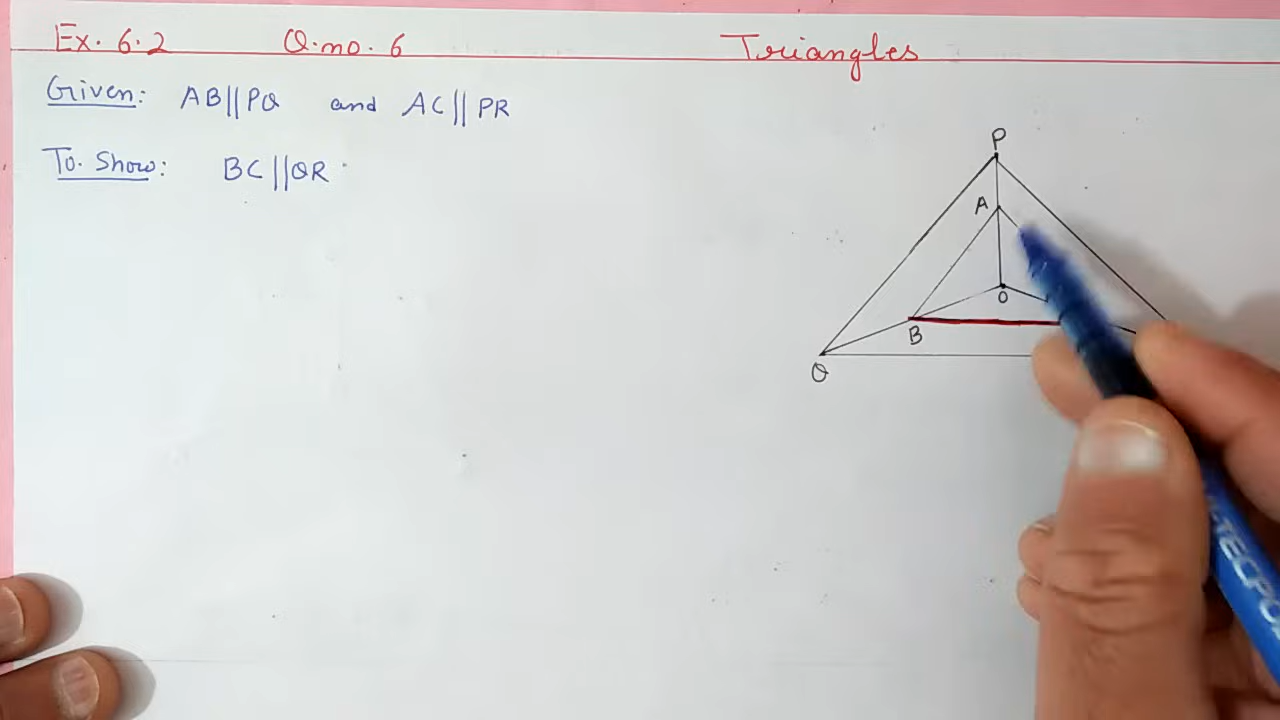 Ex. 6.2 Q.no. 6 Triangles
Given: AB||PQ and AC||PR
To Show: BC||QR
P
A
O
B
Q